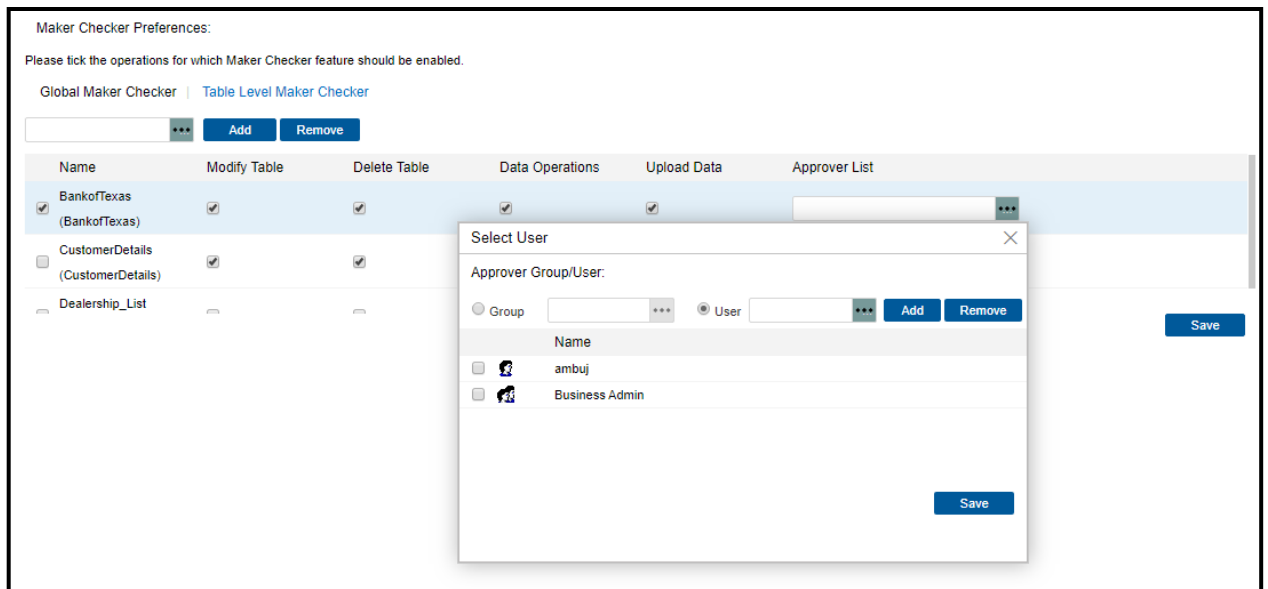 Maker Checker Preferences:
Please tick the operations for which Maker Checker feature should be enabled.
Global Maker Checker | Table Level Maker Checker
Add Remove
Name Modify Table Delete Table Data Operations Upload Data Approver List
BankofTexas
(BankofTexas)
CustomerDetails
(CustomerDetails)
Dealership_List
Save
Select User
Approver Group/User:
Group User Add Remove
Name
ambuj
Business Admin
Save